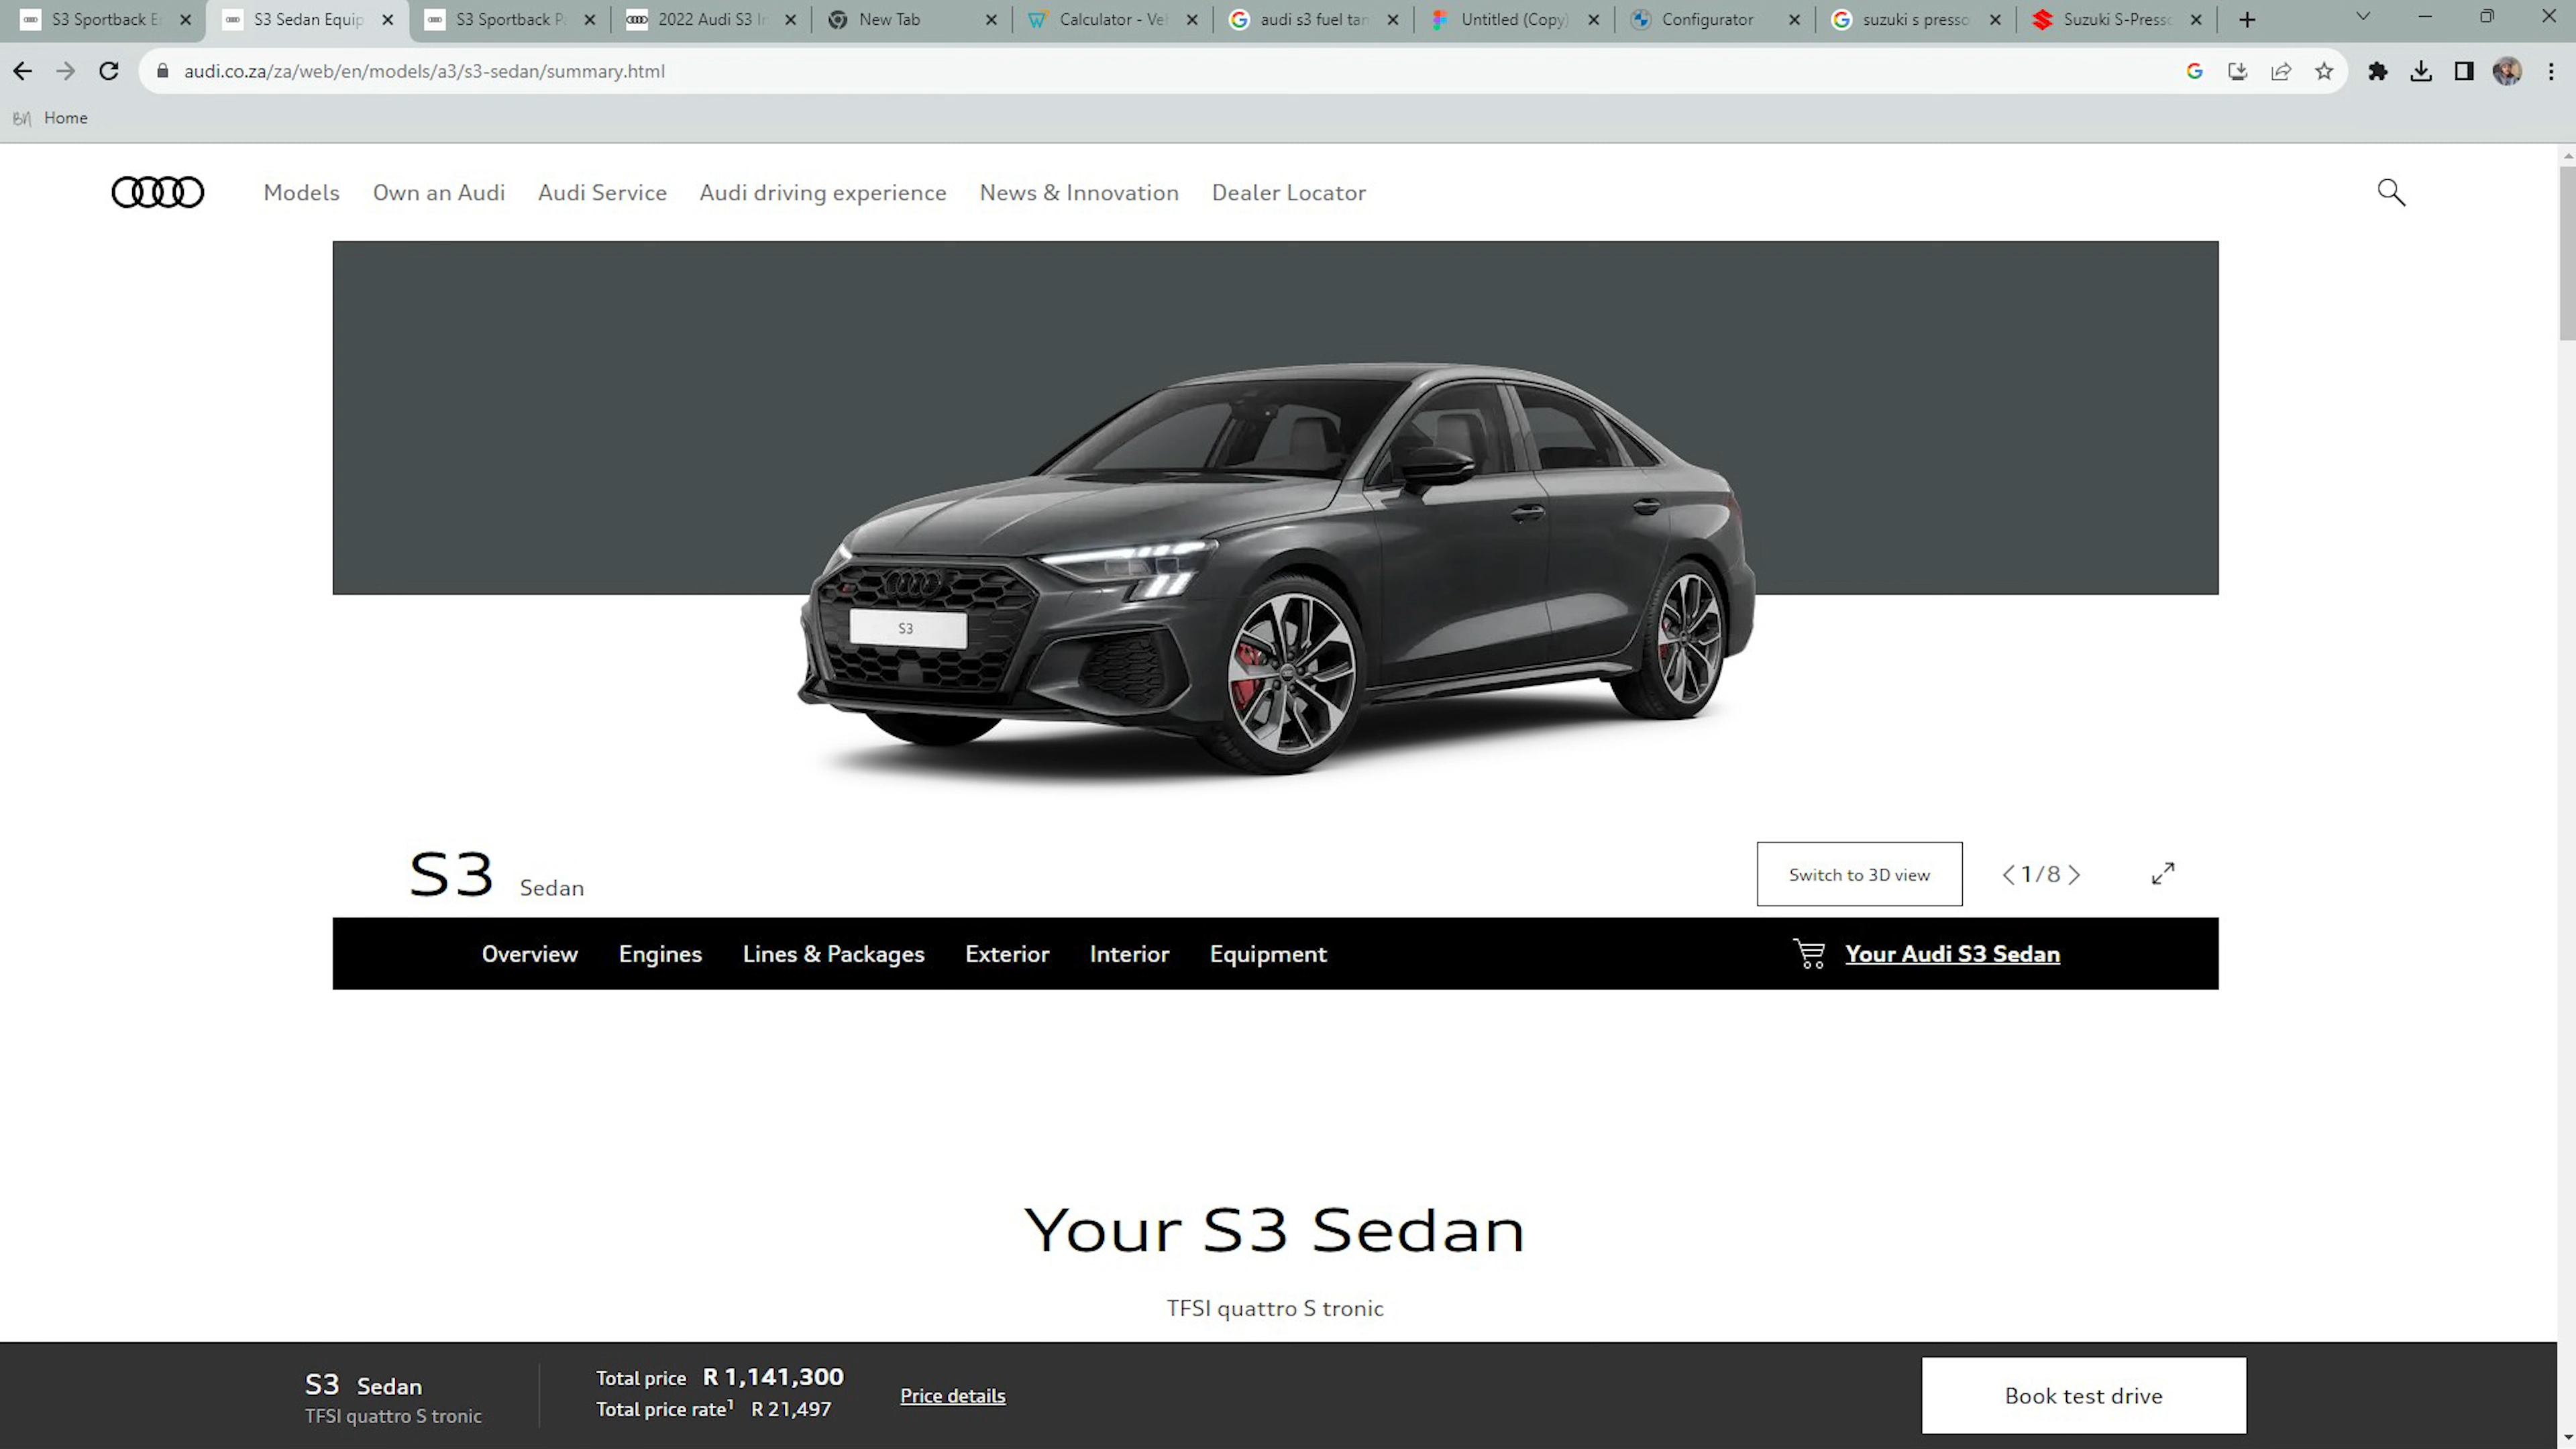 S3 Sportback E
S3 Sedan Equip
S3 Sportback P
2022 Audi S3 I
New Tab
Calculator - Ve
audi s3 fuel tan
Untitled (Copy)
Configurator
suzuki s presso
Suzuki S-Presso
audi.co.za/za/web/en/models/a3/s3-sedan/summary.html
Home
Models Own an Audi Audi Service Audi driving experience News & Innovation Dealer Locator
S3
S3 Sedan
Switch to 3D view
1/8
Overview Engines Lines & Packages Exterior Interior Equipment Your Audi S3 Sedan
Your S3 Sedan
TFSI quattro S tronic
S3 Sedan
TFSI quattro S tronic
Total price R 1,141,300
Total price rate¹ R 21,497
Price details
Book test drive